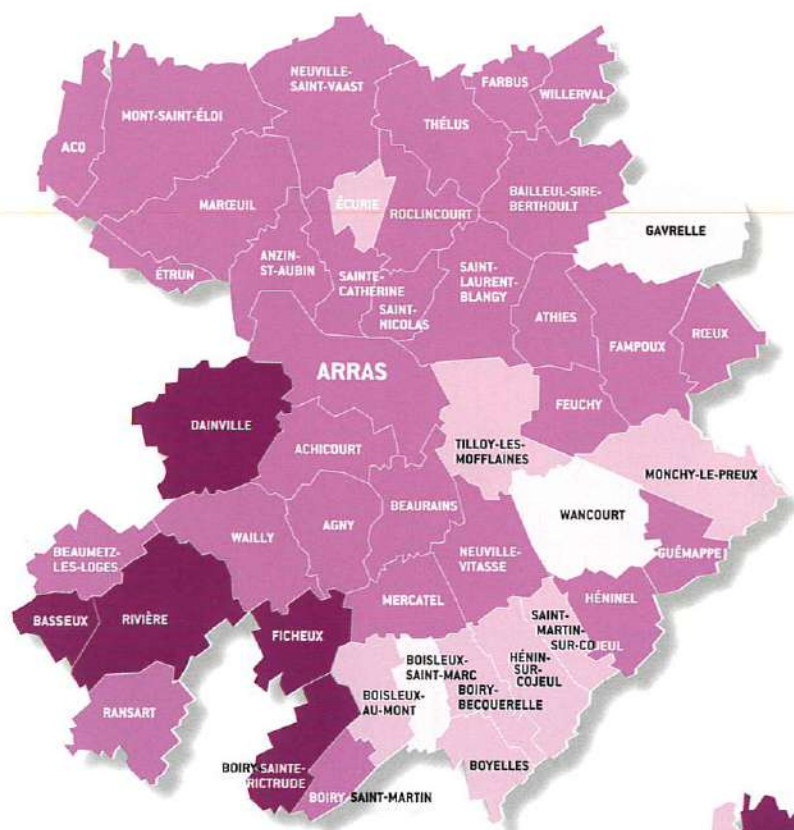 NEUVILLE-
SAINT-VAAST
FARBUS
WILLERVAL
MONT-SAINT-ÉLOI
THÉLUS
ACQ
BAILLEUL-SIRE-
BERTHOULT
MARŒUIL
ÉCURIE
ROCLINCOURT
GAVRELLE
ANZIN-
ST-AUBIN
ÉTRUN
SAINTE-
CATHÉRINE
SAINT-
LAURENT-
BLANGY
SAINT-
NICOLAS
ATHIES
FAMPOUX
RŒUX
ARRAS
FEUCHY
DAINVILLE
ACHICOURT
TILLOY-LES-
MOFFLAINES
MONCHY-LE-PREUX
BEAURAINS
WANCOURT
WAILLY
AGNY
BEAUMETZ-
LES-LOGES
NEUVILLE-
VITASSE
GUÉMAPPE
MERCATEL
HÉNINEL
BASSEUX
RIVIÈRE
FICHEUX
SAINT-
MARTIN-
SUR-COJEUL
BOISLEUX-
SAINT-MARC
HÉNIN-
SUR-
COJEUL
BOISLEUX-
AU-MONT
BOIRY-
BECQUERELLE
RANSART
BOYELLES
BOIRY SAINTE-
RICTRUDE
BOIRY SAINT-MARTIN